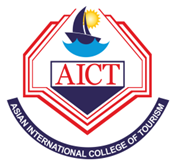 AICT
ASIAN INTERNATIONAL COLLEGE OF TOURISM